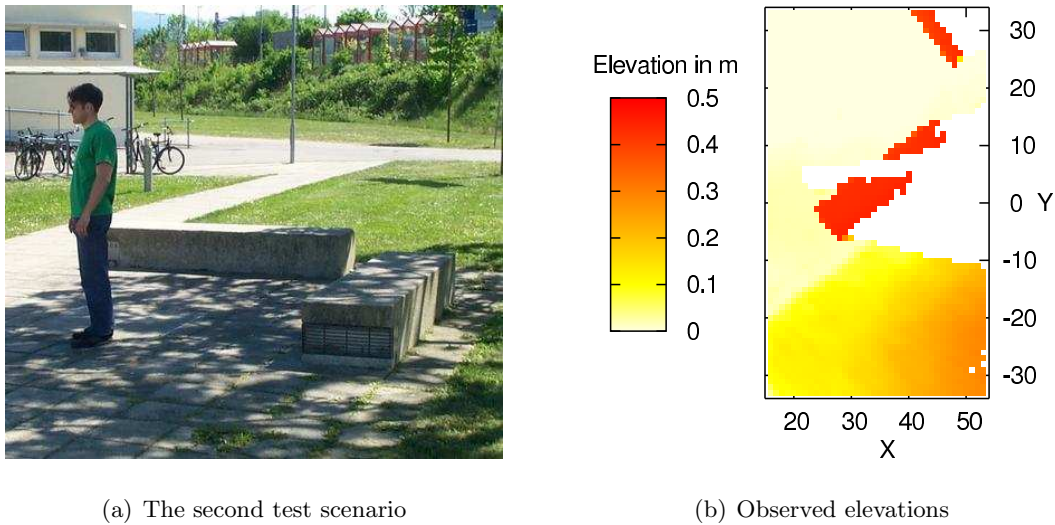 Elevation in m
0.5
0.4
0.3
0.2
0.1
0
30
20
10
0 Y
-10
-20
-30
20 30 40 50
X
(a) The second test scenario
(b) Observed elevations